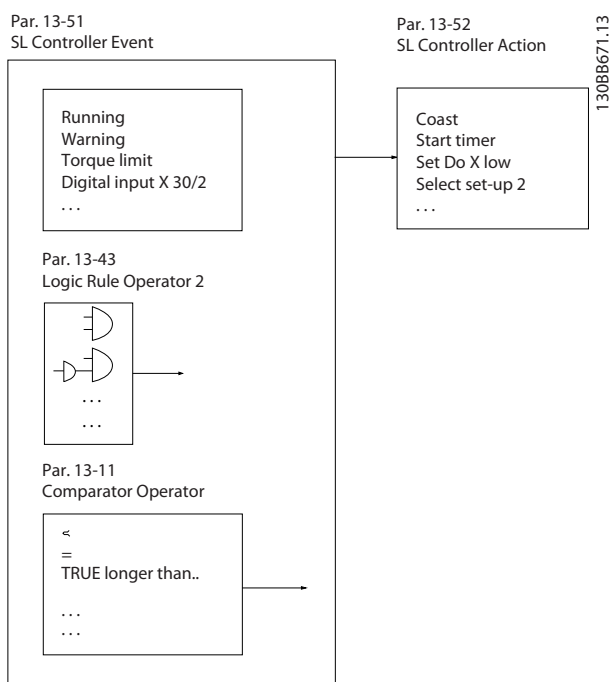 Par. 13-51
SL Controller Event
Par. 13-52
SL Controller Action
130BB671.13
Running
Warning
Torque limit
Digital input X 30/2
. . .
Coast
Start timer
Set Do X low
Select set-up 2
. . .
Par. 13-43
Logic Rule Operator 2
. . .
. . .
Par. 13-11
Comparator Operator
=
TRUE longer than..
. . .
. . .